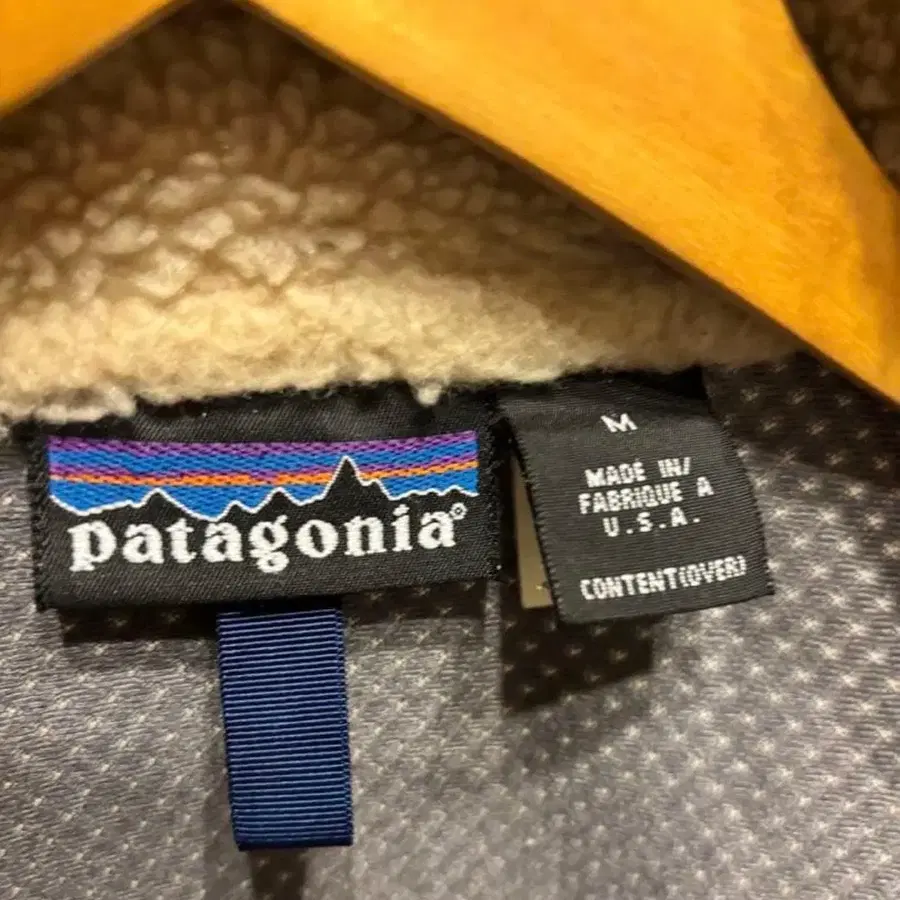 patagonia®
M
MADE IN/
FABRIQUE A
U.S.A.
CONTENT(OVER)